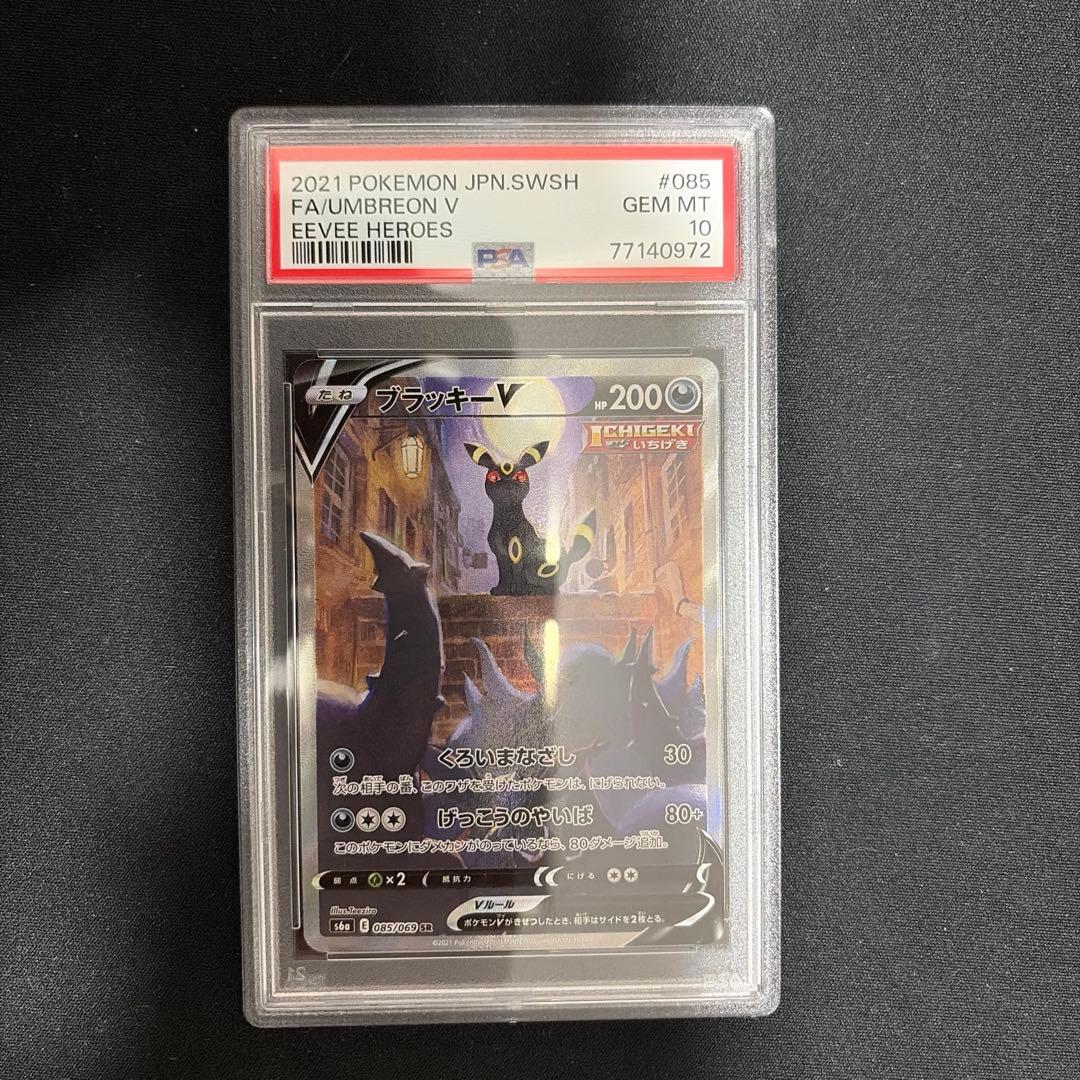 2021 POKEMON JPN.SWSH #085
FA/UMBREON V GEM MT
EEVEE HEROES 10
PSA 77140972
たね ブラッキーV HP 200
ICHIGEKI
いちげき
くろいまなざし 30
次の相手の番、このワザを受けたポケモンは、にげられない。
げっこうのやいば 80+
このポケモンにダメカンがのっているなら、80ダメージ追加。
弱点 ×2 抵抗力 にげる
Vルール
ポケモンVがきぜつしたとき、相手はサイドを2枚とる。
Illus.Teeziro
s6a E 085/069 SR
©2021 Pokémon